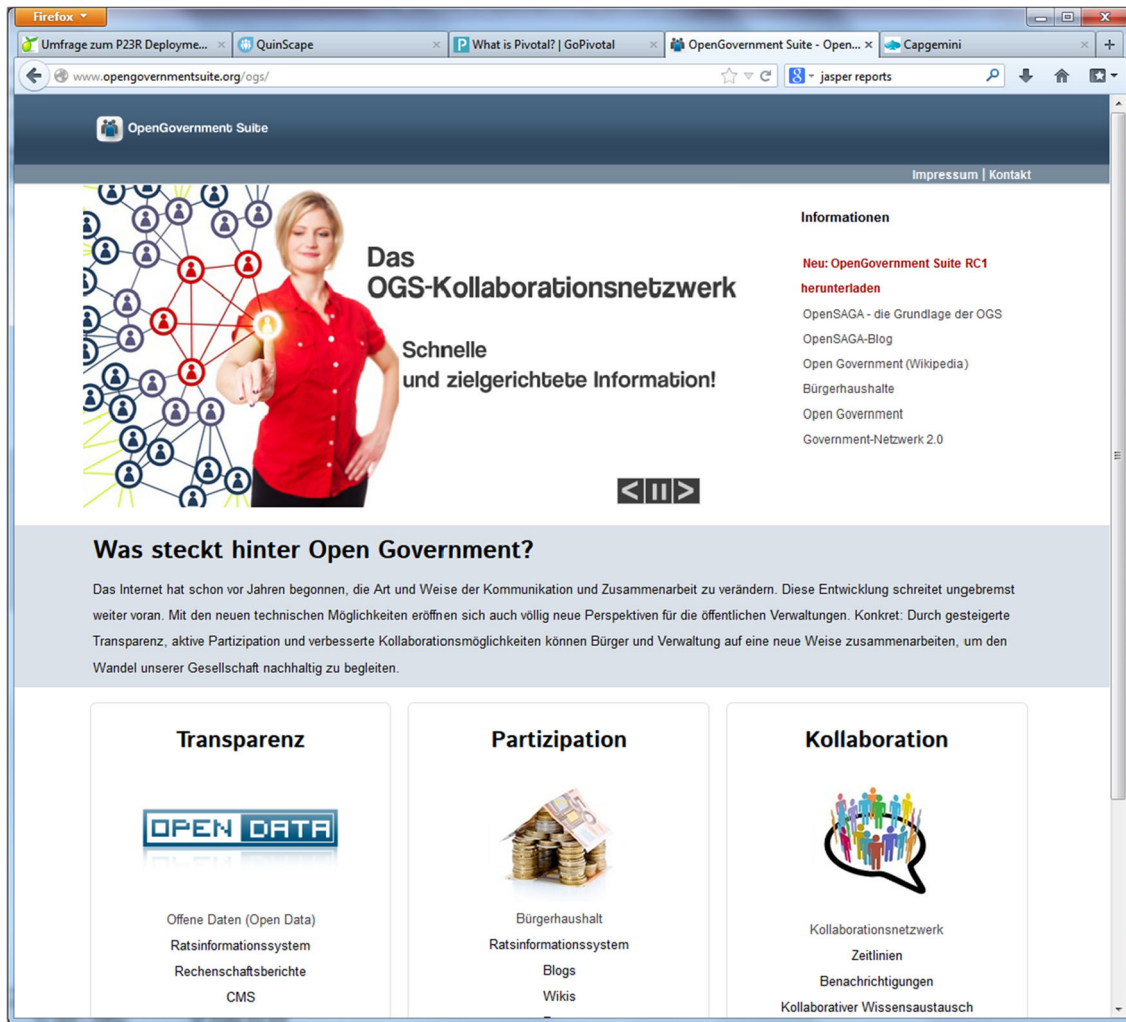 Firefox
Umfrage zum P23R Deployme...
QuinScape
What is Pivotal? | GoPivotal
OpenGovernment Suite - Open...
Capgemini
www.opengovernmentsuite.org/ogs/
jasper reports
OpenGovernment Suite
Impressum | Kontakt
Das
OGS-Kollaborationsnetzwerk
Schnelle
und zielgerichtete Information!
Informationen
Neu: OpenGovernment Suite RC1
herunterladen
OpenSAGA - die Grundlage der OGS
OpenSAGA-Blog
Open Government (Wikipedia)
Bürgerhaushalte
Open Government
Government-Netzwerk 2.0
Was steckt hinter Open Government?
Das Internet hat schon vor Jahren begonnen, die Art und Weise der Kommunikation und Zusammenarbeit zu verändern. Diese Entwicklung schreitet ungebremst
weiter voran. Mit den neuen technischen Möglichkeiten eröffnen sich auch völlig neue Perspektiven für die öffentlichen Verwaltungen. Konkret: Durch gesteigerte
Transparenz, aktive Partizipation und verbesserte Kollaborationsmöglichkeiten können Bürger und Verwaltung auf eine neue Weise zusammenarbeiten, um den
Wandel unserer Gesellschaft nachhaltig zu begleiten.
Transparenz
OPEN DATA
Offene Daten (Open Data)
Ratsinformationssystem
Rechenschaftsberichte
CMS
Partizipation
Bürgerhaushalt
Ratsinformationssystem
Blogs
Wikis
Kollaboration
Kollaborationsnetzwerk
Zeitlinien
Benachrichtigungen
Kollaborativer Wissensaustausch